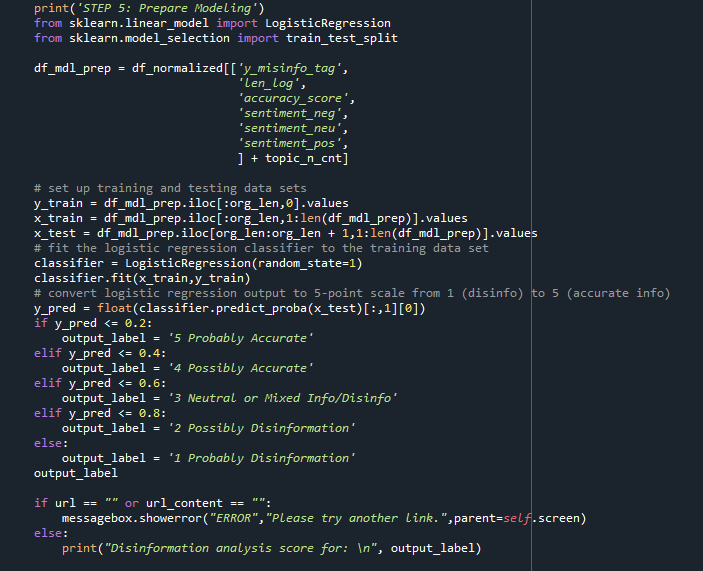 print('STEP 5: Prepare Modeling')
from sklearn.linear_model import LogisticRegression
from sklearn.model_selection import train_test_split
df_mdl_prep = df_normalized[['y_misinfo_tag',
'len_log',
'accuracy_score',
'sentiment_neg',
'sentiment_neu',
'sentiment_pos',
] + topic_n_cnt]
# set up training and testing data sets
y_train = df_mdl_prep.iloc[:org_len,0].values
x_train = df_mdl_prep.iloc[:org_len,1:len(df_mdl_prep)].values
x_test = df_mdl_prep.iloc[org_len:org_len + 1,1:len(df_mdl_prep)].values
# fit the logistic regression classifier to the training data set
classifier = LogisticRegression(random_state=1)
classifier.fit(x_train,y_train)
# convert logistic regression output to 5-point scale from 1 (disinfo) to 5 (accurate info)
y_pred = float(classifier.predict_proba(x_test)[:,1][0])
if y_pred <= 0.2:
output_label = '5 Probably Accurate'
elif y_pred <= 0.4:
output_label = '4 Possibly Accurate'
elif y_pred <= 0.6:
output_label = '3 Neutral or Mixed Info/Disinfo'
elif y_pred <= 0.8:
output_label = '2 Possibly Disinformation'
else:
output_label = '1 Probably Disinformation'
output_label
if url == "" or url_content == "":
messagebox.showerror("ERROR","Please try another link.",parent=self.screen)
else:
print("Disinformation analysis score for: \n", output_label)